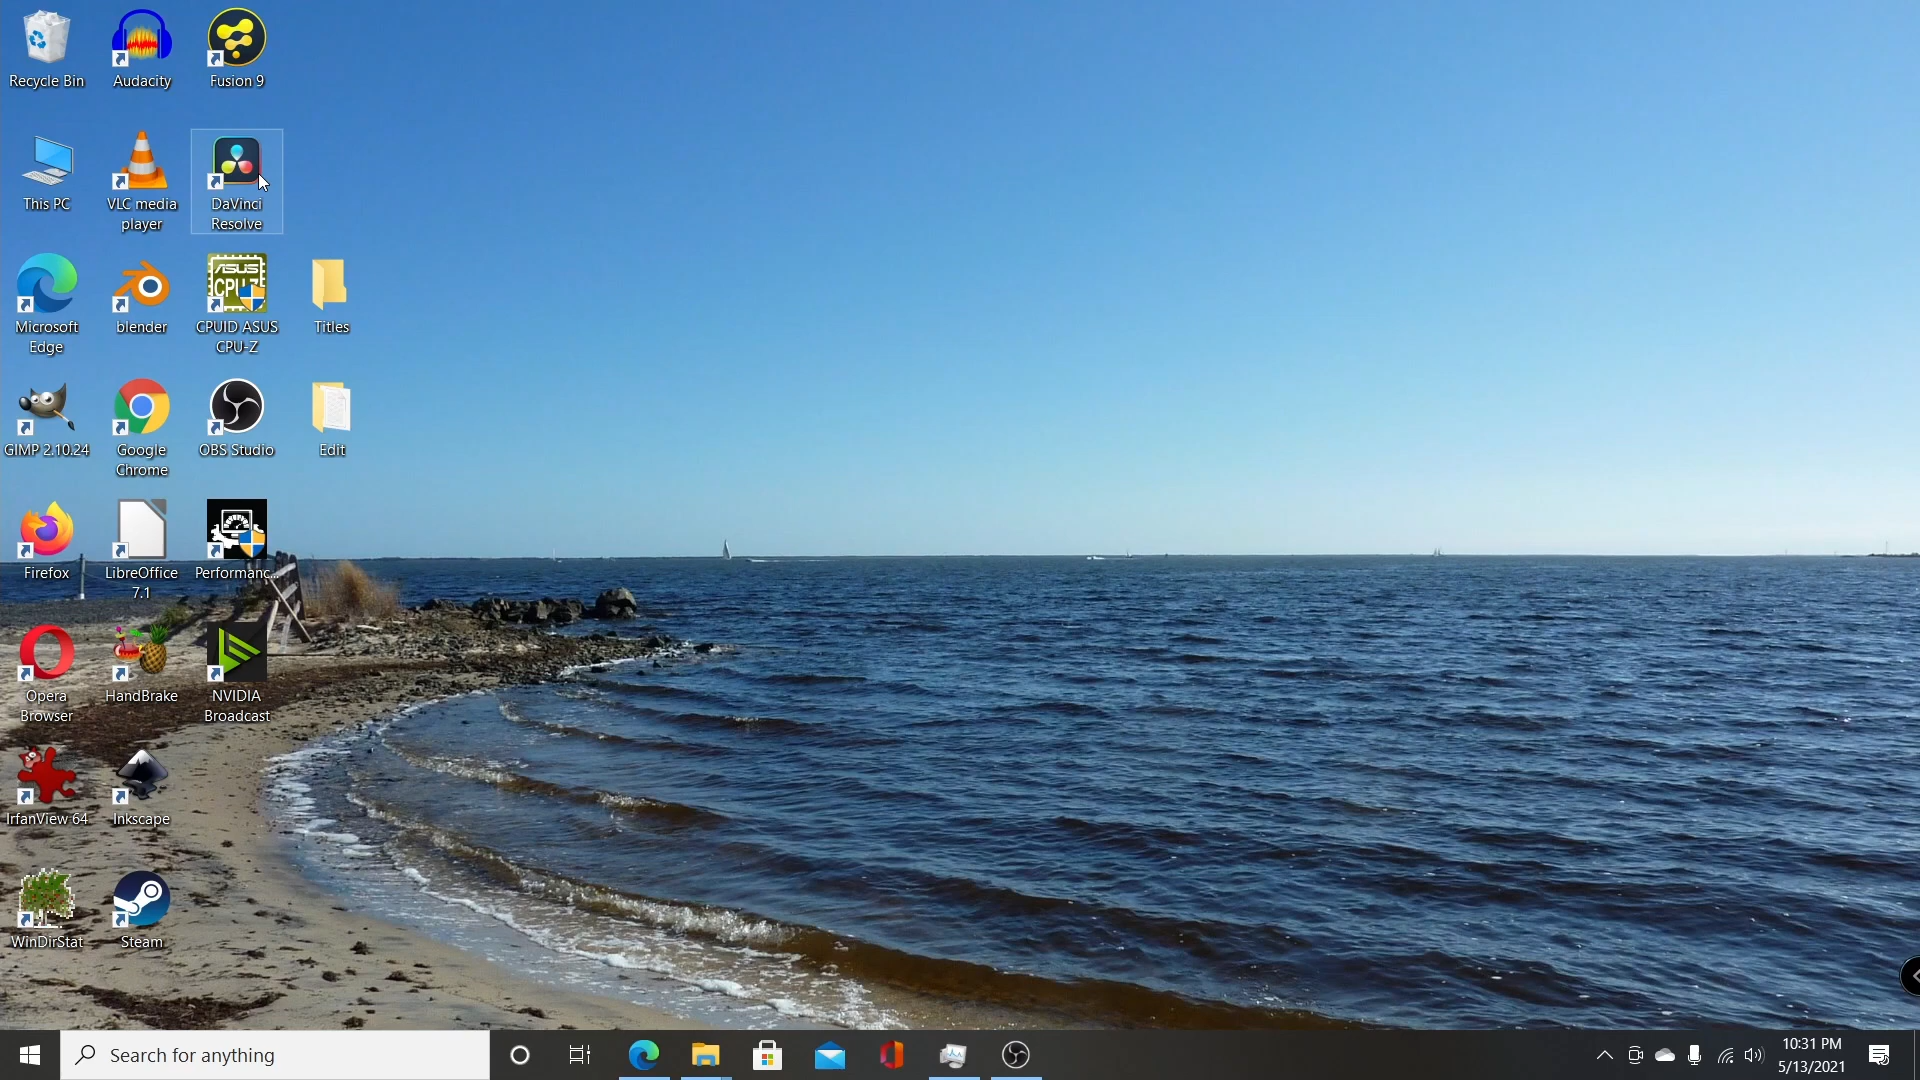 Recycle Bin
Audacity
Fusion 9
This PC
VLC media
player
DaVinci
Resolve
Microsoft
Edge
blender
ASUS
CPU-Z
CPUID ASUS
CPU-Z
Titles
GIMP 2.10.24
Google
Chrome
OBS Studio
Edit
Firefox
LibreOffice
7.1
Performanc...
Opera
Browser
HandBrake
NVIDIA
Broadcast
IrfanView 64
Inkscape
WinDirStat
Steam
Search for anything
10:31 PM
5/13/2021